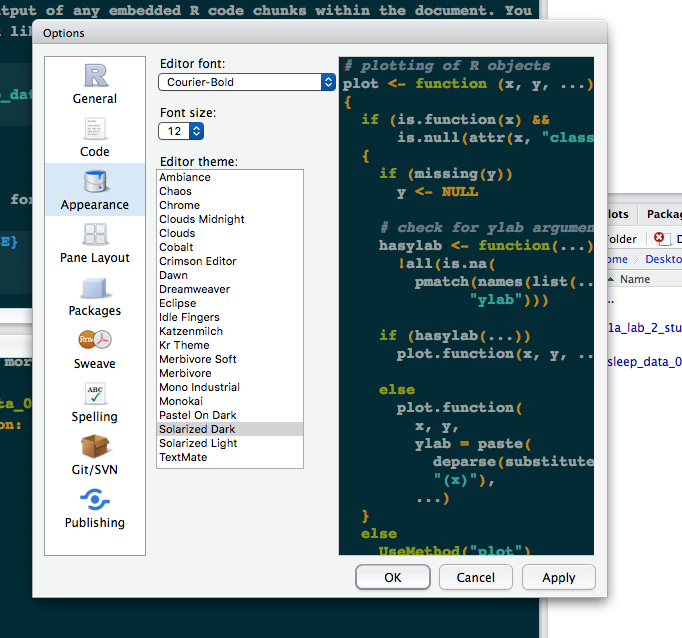 utput of any embedded R code chunks within the document. You
Options
General
Code
Appearance
Pane Layout
Packages
Rnw
Sweave
ABC
Spelling
Git/SVN
Publishing
Editor font:
Courier-Bold
Font size:
12
Editor theme:
Ambiance
Chaos
Chrome
Clouds Midnight
Clouds
Cobalt
Crimson Editor
Dawn
Dreamweaver
Eclipse
Idle Fingers
Katzenmilch
Kr Theme
Merbivore Soft
Merbivore
Mono Industrial
Monokai
Pastel On Dark
Solarized Dark
Solarized Light
TextMate
# plotting of R objects
plot <- function (x, y, ...)
{
if (is.function(x) &&
is.null(attr(x, "class
{
if (missing(y))
y <- NULL
# check for ylab argumen
hasylab <- function(...)
!all(is.na(
pmatch(names(list(..
"ylab")))
if (hasylab(...))
plot.function(x, y, ..
else
plot.function(
x, y,
ylab = paste(
deparse(substitute
"(x)"),
...)
}
else
UseMethod("plot")
OK
Cancel
Apply
li
_dat
for
E}
mor
ta_0
on:
lots
Packag
older
D
ome
Deskto
Name
..
1a_lab_2_stu
sleep_data_0